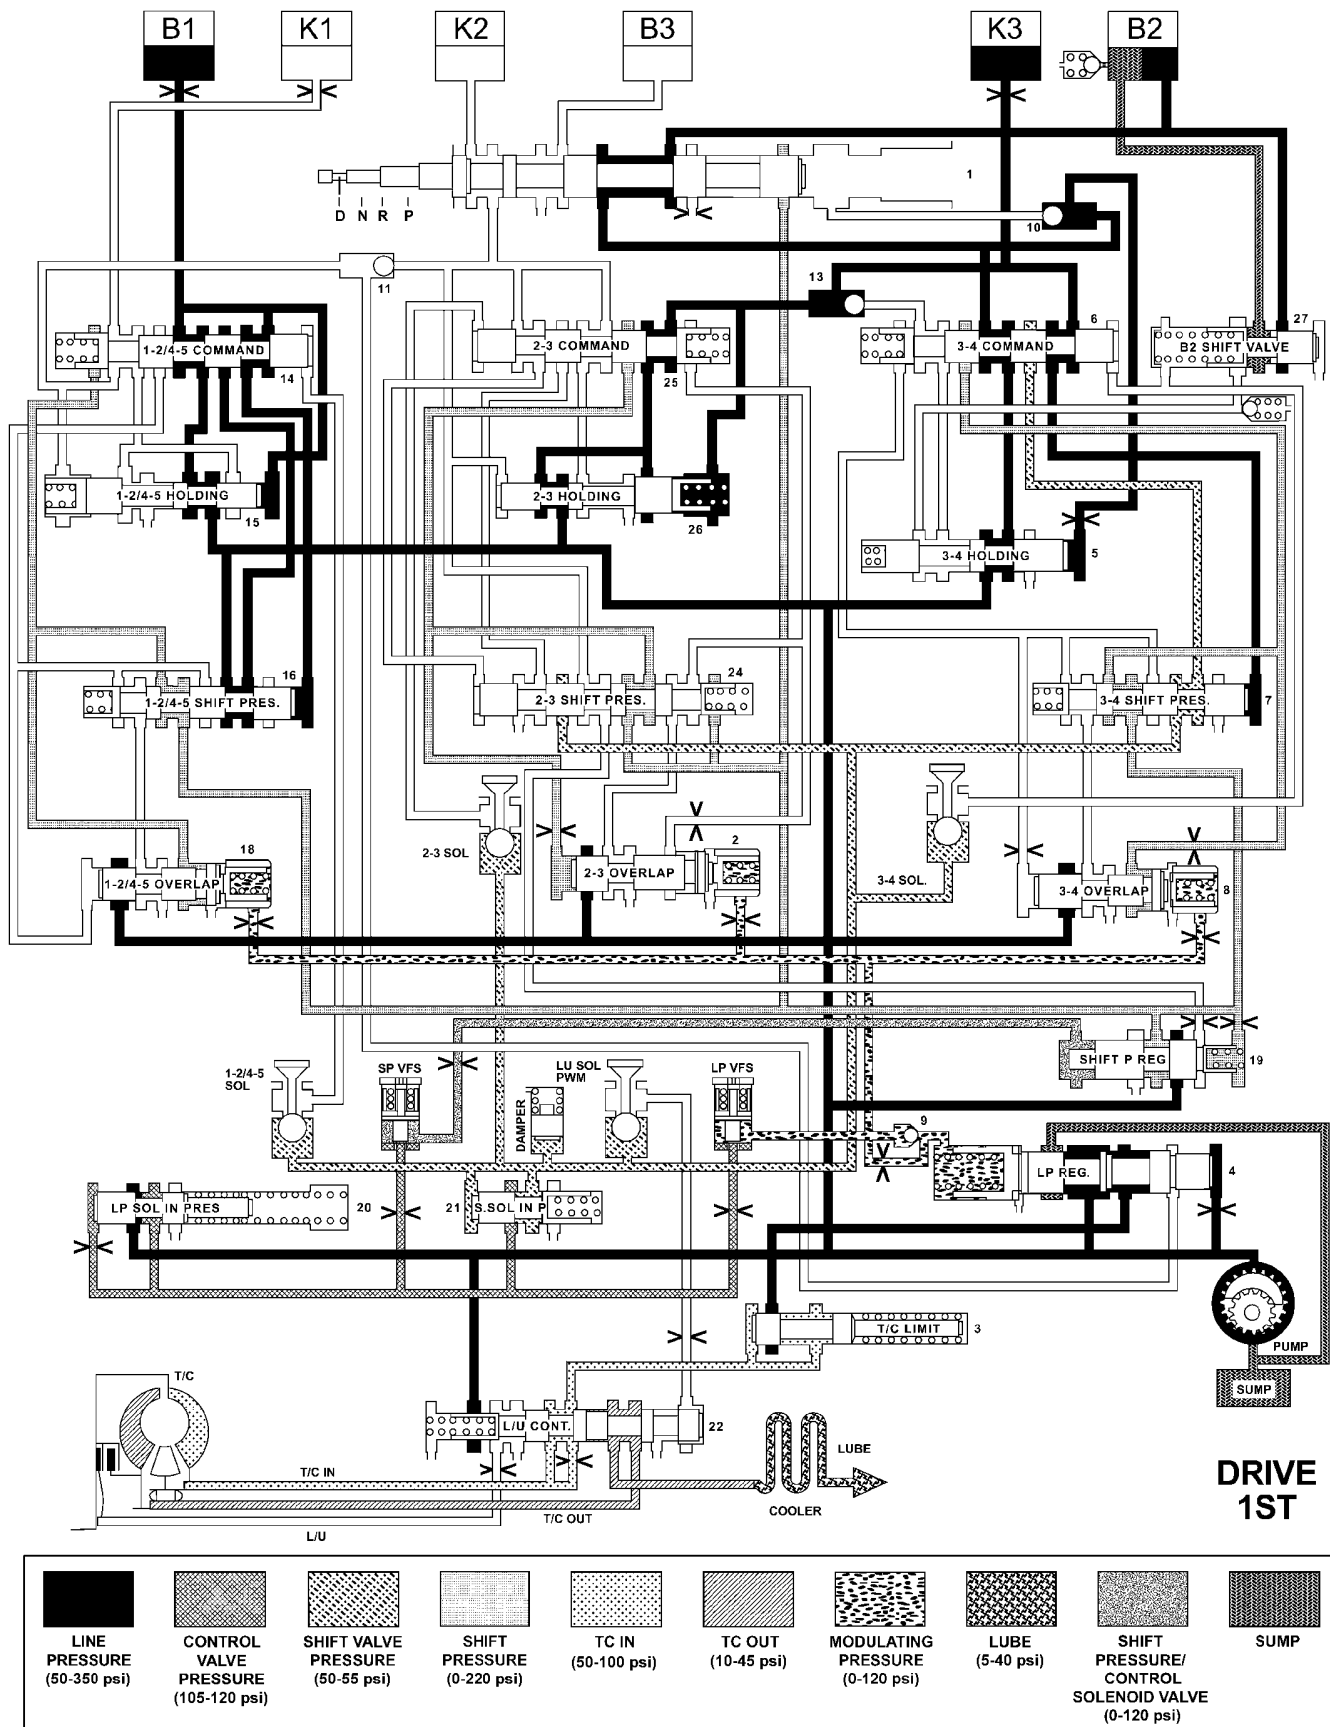 B1 K1 K2 B3 K3 B2
1
D N R P
10
11
13
6
27
1-2/4-5 COMMAND
2-3 COMMAND
3-4 COMMAND
B2 SHIFT VALVE
14
25
1-2/4-5 HOLDING
2-3 HOLDING
15
26
3-4 HOLDING
5
16
24
1-2/4-5 SHIFT PRES.
2-3 SHIFT PRES.
3-4 SHIFT PRES.
7
18
2-3 SOL
2
1-2/4-5 OVERLAP
2-3 OVERLAP
3-4 SOL.
3-4 OVERLAP
8
SHIFT P REG
19
1-2/4-5
SOL
SP VFS
LU SOL
PWM
LP VFS
DAMPER
9
LP REG.
4
LP SOL IN PRES
20
21
S.SOL IN P
T/C LIMIT
3
PUMP
SUMP
T/C
L/U CONT.
22
LUBE
T/C IN
COOLER
T/C OUT
L/U
DRIVE
1ST
LINE
PRESSURE
(50-350 psi)
CONTROL
VALVE
PRESSURE
(105-120 psi)
SHIFT VALVE
PRESSURE
(50-55 psi)
SHIFT
PRESSURE
(0-220 psi)
TC IN
(50-100 psi)
TC OUT
(10-45 psi)
MODULATING
PRESSURE
(0-120 psi)
LUBE
(5-40 psi)
SHIFT
PRESSURE/
CONTROL
SOLENOID VALVE
(0-120 psi)
SUMP